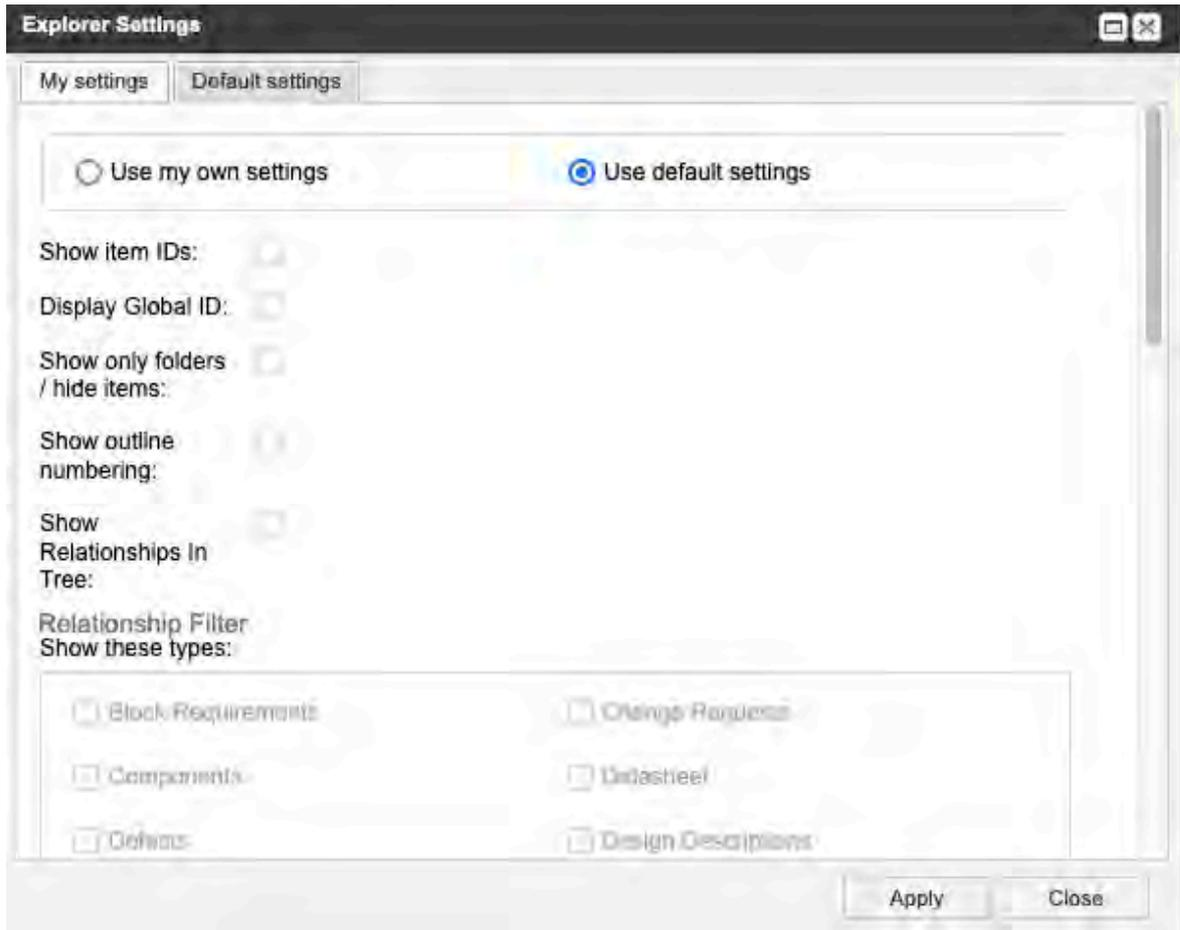 Explorer Settings
My settings
Default settings
Use my own settings
Use default settings
Show item IDs:
Display Global ID:
Show only folders
/ hide items:
Show outline
numbering:
Show
Relationships In
Tree:
Relationship Filter
Show these types:
Block Requirements
Change Requests
Components
Datasheet
Defects
Design Descriptions
Apply
Close